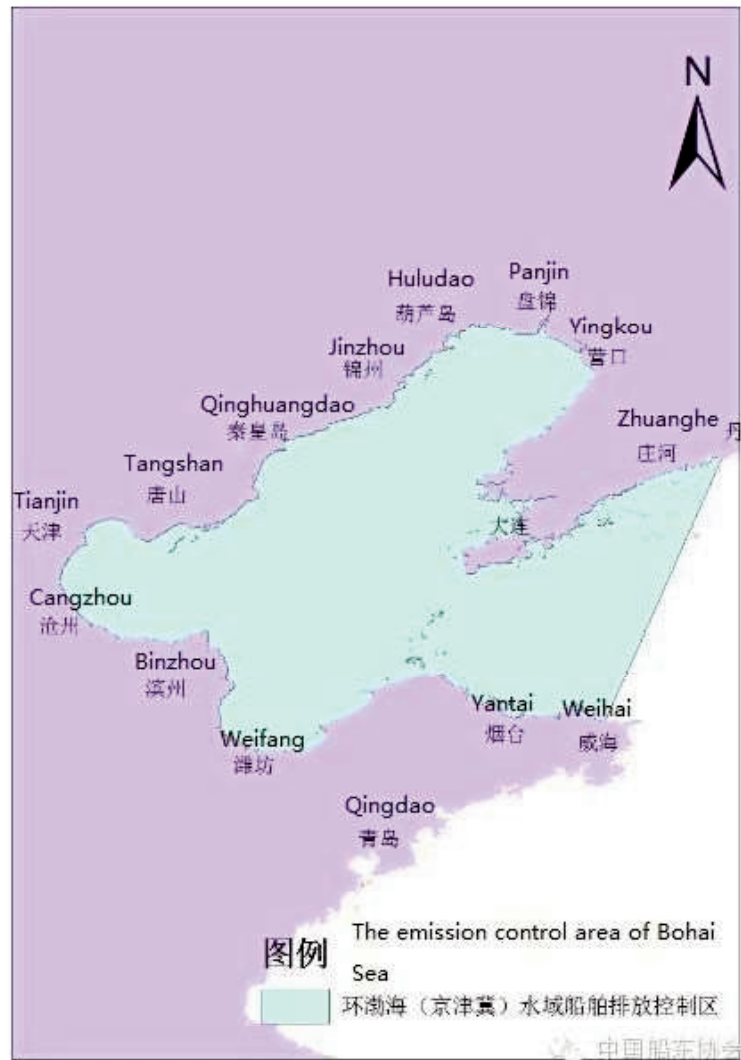 N
Panjin
盘锦
Huludao
葫芦岛
Yingkou
营口
Jinzhou
锦州
Qinghuangdao
秦皇岛
Zhuanghe
庄河
丹
Tangshan
唐山
Tianjin
天津
大连
Cangzhou
沧州
Binzhou
滨州
Yantai
烟台
Weihai
威海
Weifang
潍坊
Qingdao
青岛
图例
The emission control area of Bohai
Sea
环渤海（京津冀）水域船舶排放控制区
中国船东协会